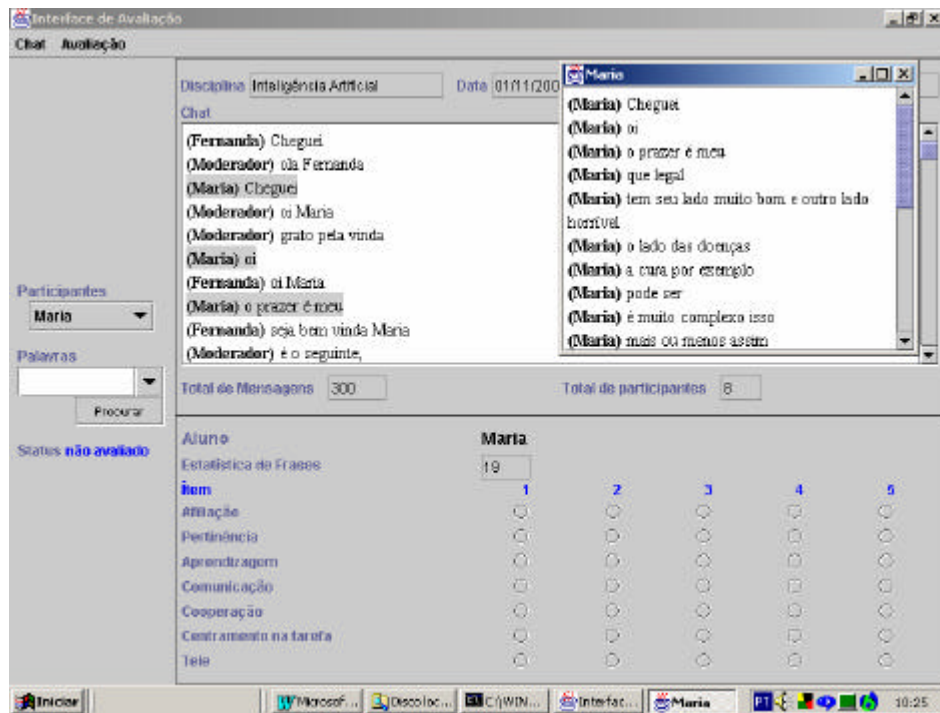 Interface de Avaliação
Chat Avaliação
Disciplina Inteligência Artificial Data 01/11/200
Chat
(Fernanda) Cheguei
(Moderador) ola Fernanda
(Maria) Cheguei
(Moderador) oi Maria
(Moderador) grato pela vinda
(Maria) oi
(Fernanda) oi Maria
(Maria) o prazer é meu
(Fernanda) seja bem vinda Maria
(Moderador) é o seguinte,
Maria
(Maria) Cheguei
(Maria) oi
(Maria) o prazer é meu
(Maria) que legal
(Maria) tem seu lado muito bom e outro lado
horrível
(Maria) o lado das doenças
(Maria) a cura por exemplo
(Maria) pode ser
(Maria) é muito complexo isso
(Maria) mais ou menos assim
Participantes
Maria
Palavras
Procurar
Status não avaliado
Total de Mensagens 300 Total de participantes 8
Aluno Maria
Estatística de Frases 19
Item 1 2 3 4 5
Afiliação
Pertinência
Aprendizagem
Comunicação
Cooperação
Centramento na tarefa
Tele
Iniciar Microsof... Disco loc... C:\WIN... Interfac... Maria PT 10:25